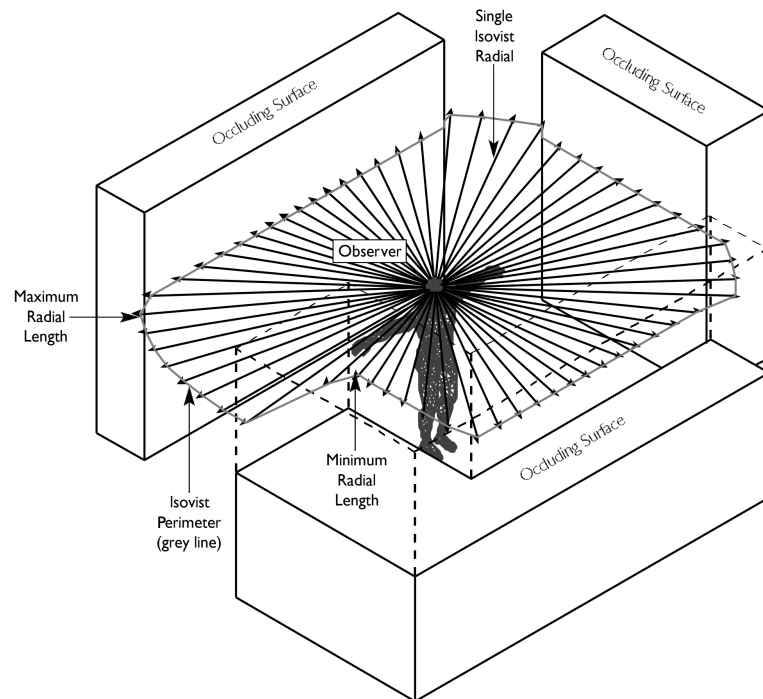 Single
Isovist
Radial
Occluding Surface
Occluding Surface
Observer
Maximum
Radial
Length
Occluding Surface
Minimum
Radial
Length
Isovist
Perimeter
(grey line)